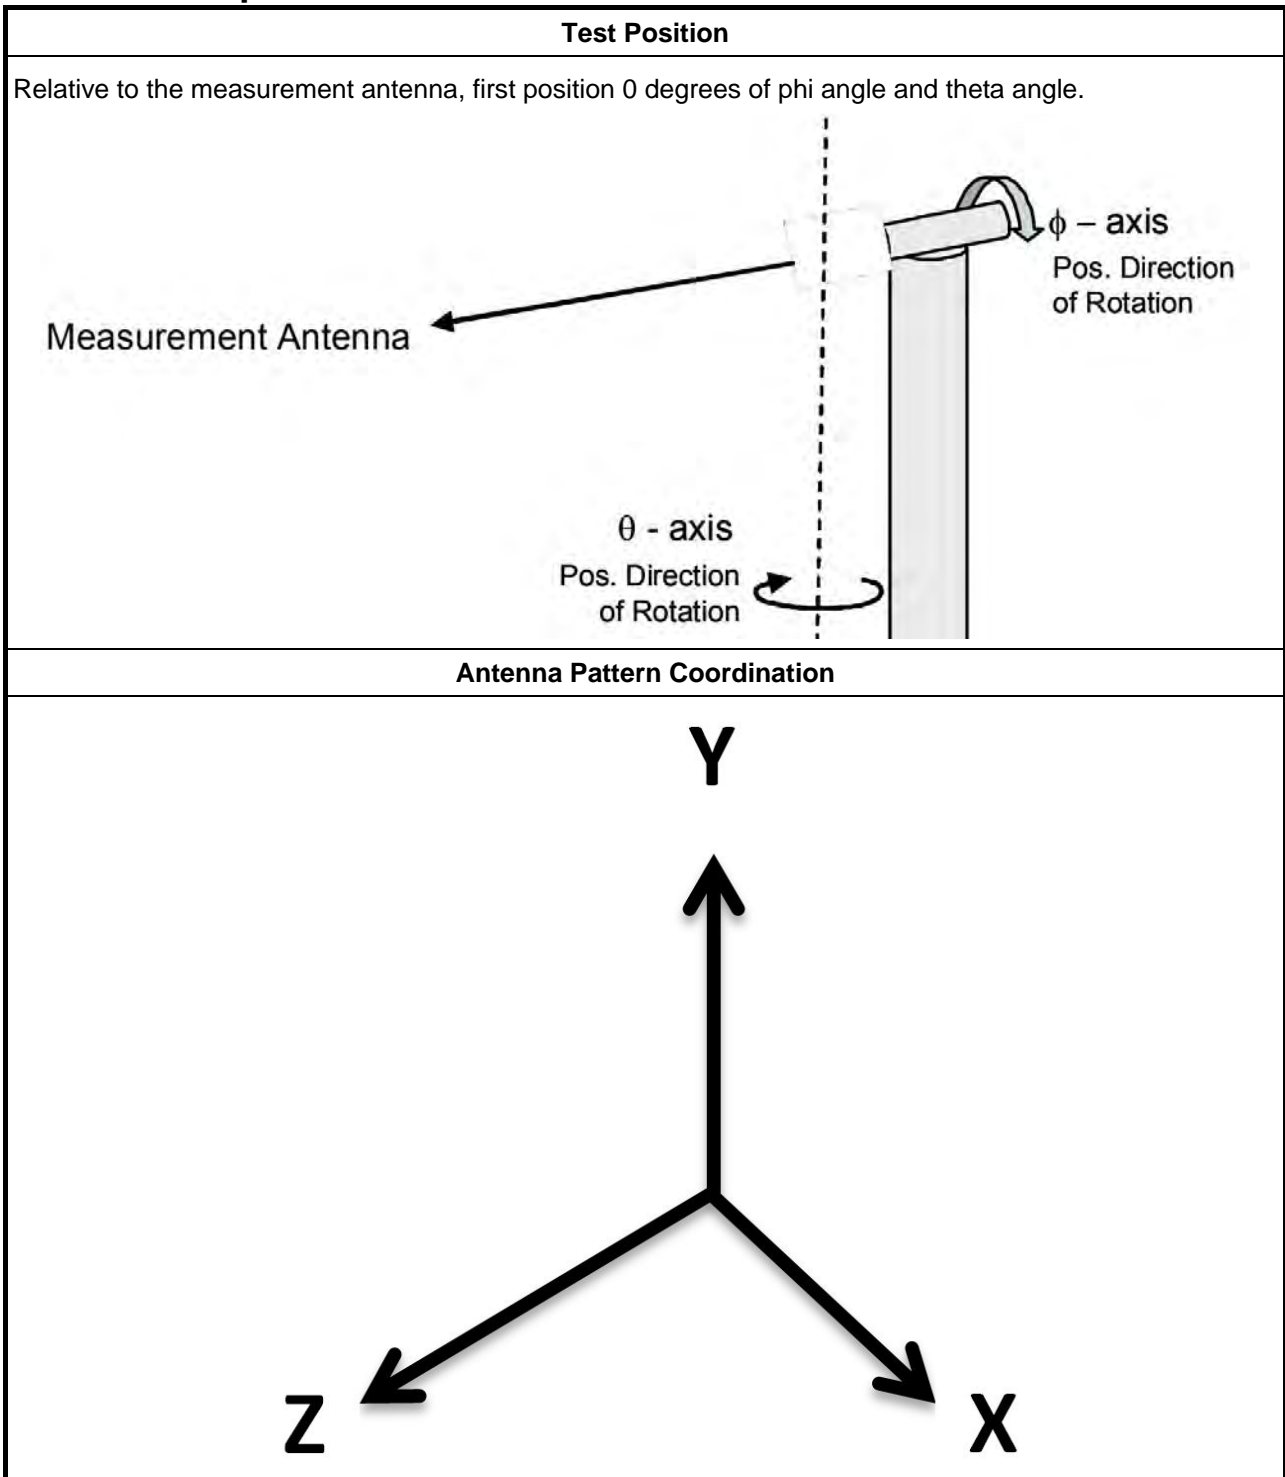 Test Position
Relative to the measurement antenna, first position 0 degrees of phi angle and theta angle.
ϕ – axis
Pos. Direction
of Rotation
Measurement Antenna
θ - axis
Pos. Direction
of Rotation
Antenna Pattern Coordination
Y
Z
X